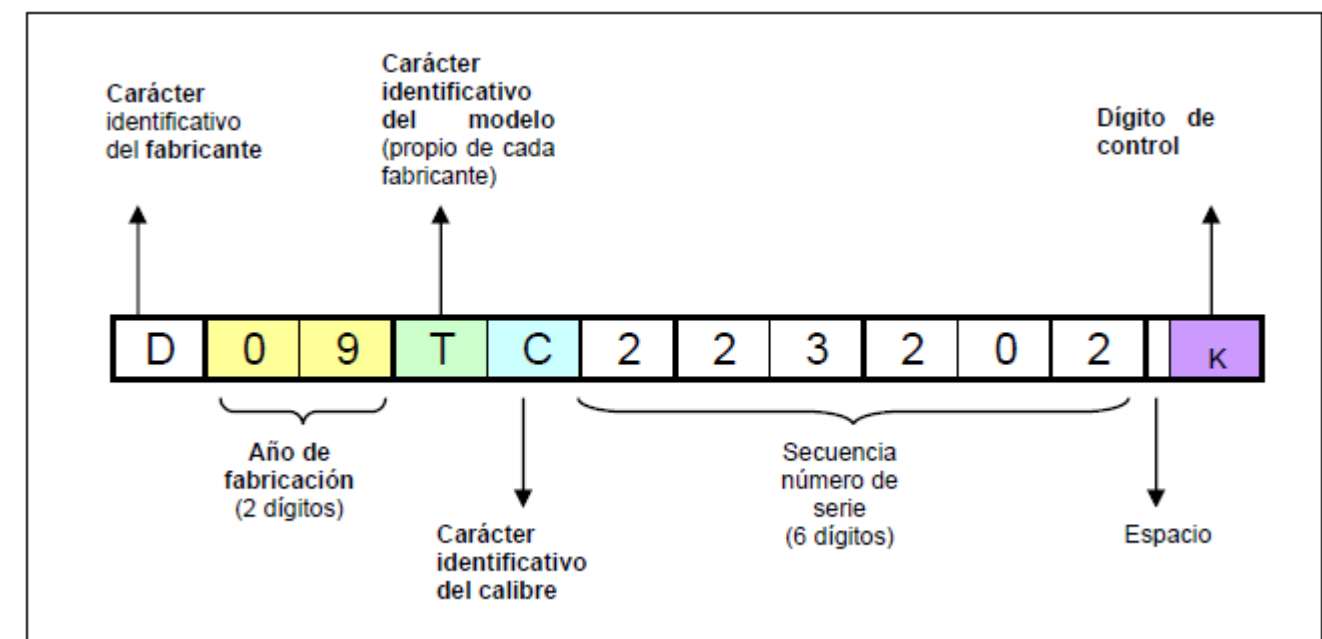 Carácter
identificativo
del fabricante
Carácter
identificativo
del modelo
(propio de cada
fabricante)
Dígito de
control
D 0 9 T C 2 2 3 2 0 2 K
Año de
fabricación
(2 dígitos)
Carácter
identificativo
del calibre
Secuencia
número de
serie
(6 dígitos)
Espacio